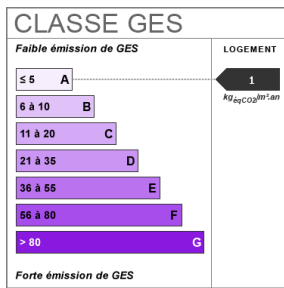 CLASSE GES
Faible émission de GES
LOGEMENT
≤ 5 A
1
kgéqCO2/m².an
6 à 10 B
11 à 20 C
21 à 35 D
36 à 55 E
56 à 80 F
> 80 G
Forte émission de GES